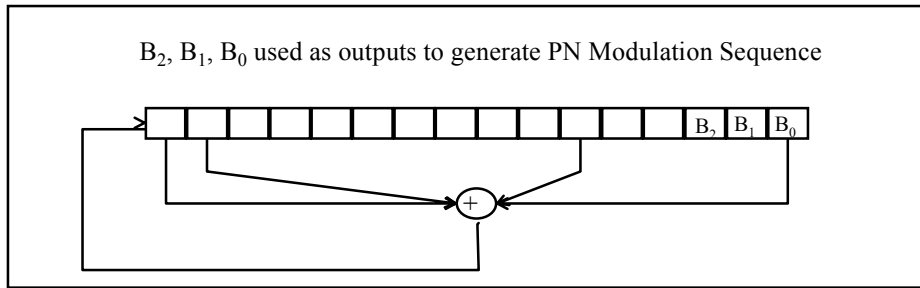 B₂, B₁, B₀ used as outputs to generate PN Modulation Sequence
B₂ B₁ B₀
+